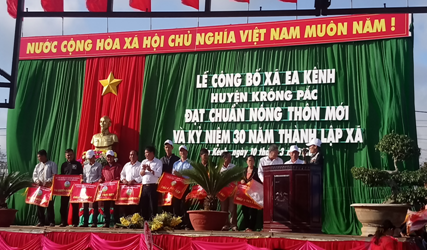 NƯỚC CỘNG HÒA XÃ HỘI CHỦ NGHĨA VIỆT NAM MUÔN NĂM !
LỄ CÔNG BỐ XÃ EA KÊNH
HUYỆN KRÔNG PẮC
ĐẠT CHUẨN NÔNG THÔN MỚI
VÀ KỶ NIỆM 30 NĂM THÀNH LẬP XÃ